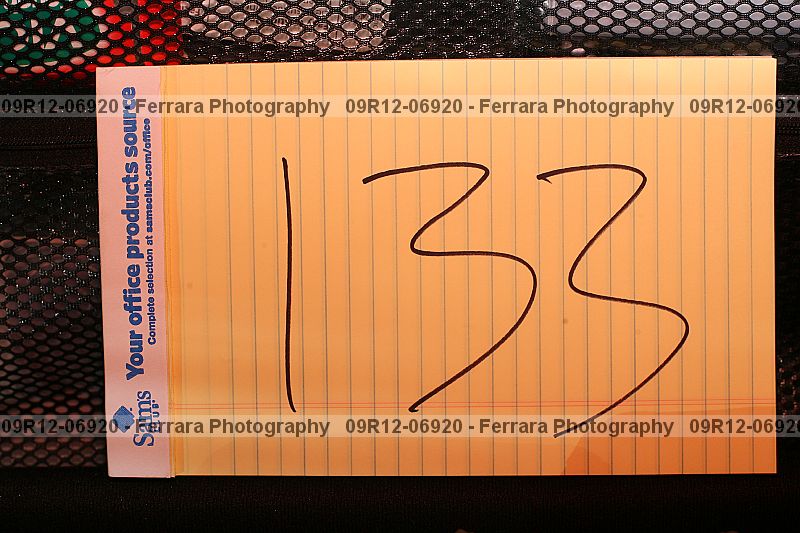 09R12-06920 - Ferrara Photography 09R12-06920 - Ferrara Photography 09R12-06920
133
Your office products source
Complete selection at samsclub.com/office
Sam's
CLUB
09R12-06920 - Ferrara Photography 09R12-06920 - Ferrara Photography 09R12-06920